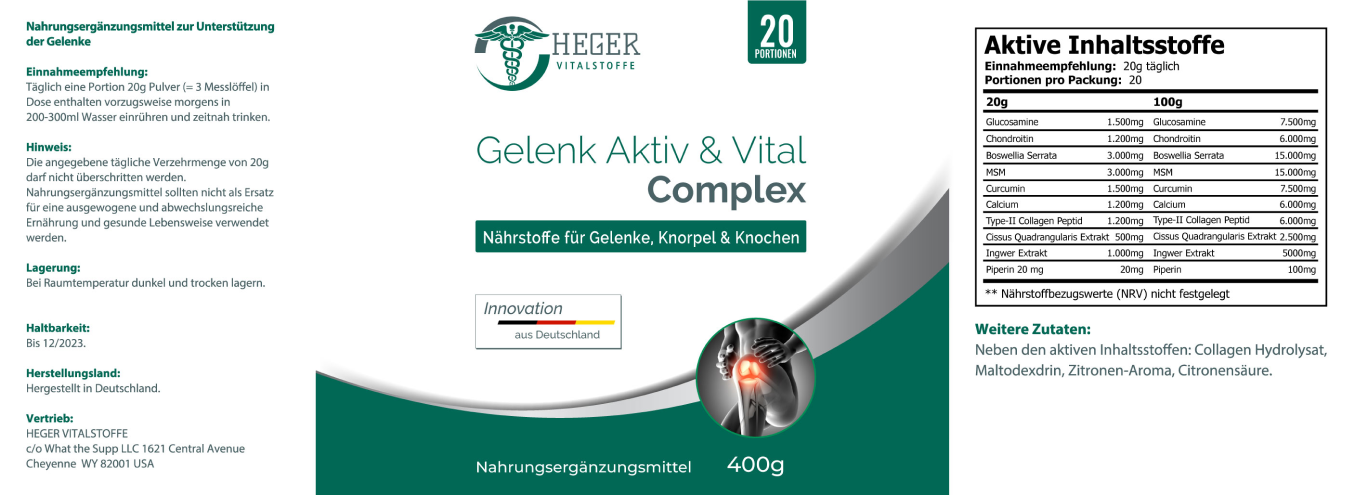 Nahrungsergänzungsmittel zur Unterstützung
der Gelenke
Einnahmeempfehlung:
Täglich eine Portion 20g Pulver (= 3 Messlöffel) in
Dose enthalten vorzugsweise morgens in
200-300ml Wasser einrühren und zeitnah trinken.
Hinweis:
Die angegebene tägliche Verzehrmenge von 20g
darf nicht überschritten werden.
Nahrungsergänzungsmittel sollten nicht als Ersatz
für eine ausgewogene und abwechslungsreiche
Ernährung und gesunde Lebensweise verwendet
werden.
Lagerung:
Bei Raumtemperatur dunkel und trocken lagern.
Haltbarkeit:
Bis 12/2023.
Herstellungsland:
Hergestellt in Deutschland.
Vertrieb:
HEGER VITALSTOFFE
c/o What the Supp LLC 1621 Central Avenue
Cheyenne WY 82001 USA
HEGER
VITALSTOFFE
20
PORTIONEN
Gelenk Aktiv & Vital
Complex
Nährstoffe für Gelenke, Knorpel & Knochen
Innovation
aus Deutschland
Nahrungsergänzungsmittel 400g
Aktive Inhaltsstoffe
Einnahmeempfehlung: 20g täglich
Portionen pro Packung: 20
20g 100g
Glucosamine 1.500mg Glucosamine 7.500mg
Chondroitin 1.200mg Chondroitin 6.000mg
Boswellia Serrata 3.000mg Boswellia Serrata 15.000mg
MSM 3.000mg MSM 15.000mg
Curcumin 1.500mg Curcumin 7.500mg
Calcium 1.200mg Calcium 6.000mg
Type-II Collagen Peptid 1.200mg Type-II Collagen Peptid 6.000mg
Cissus Quadrangularis Extrakt 500mg Cissus Quadrangularis Extrakt 2.500mg
Ingwer Extrakt 1.000mg Ingwer Extrakt 5000mg
Piperin 20 mg 20mg Piperin 100mg
** Nährstoffbezugswerte (NRV) nicht festgelegt
Weitere Zutaten:
Neben den aktiven Inhaltsstoffen: Collagen Hydrolysat,
Maltodexdrin, Zitronen-Aroma, Citronensäure.